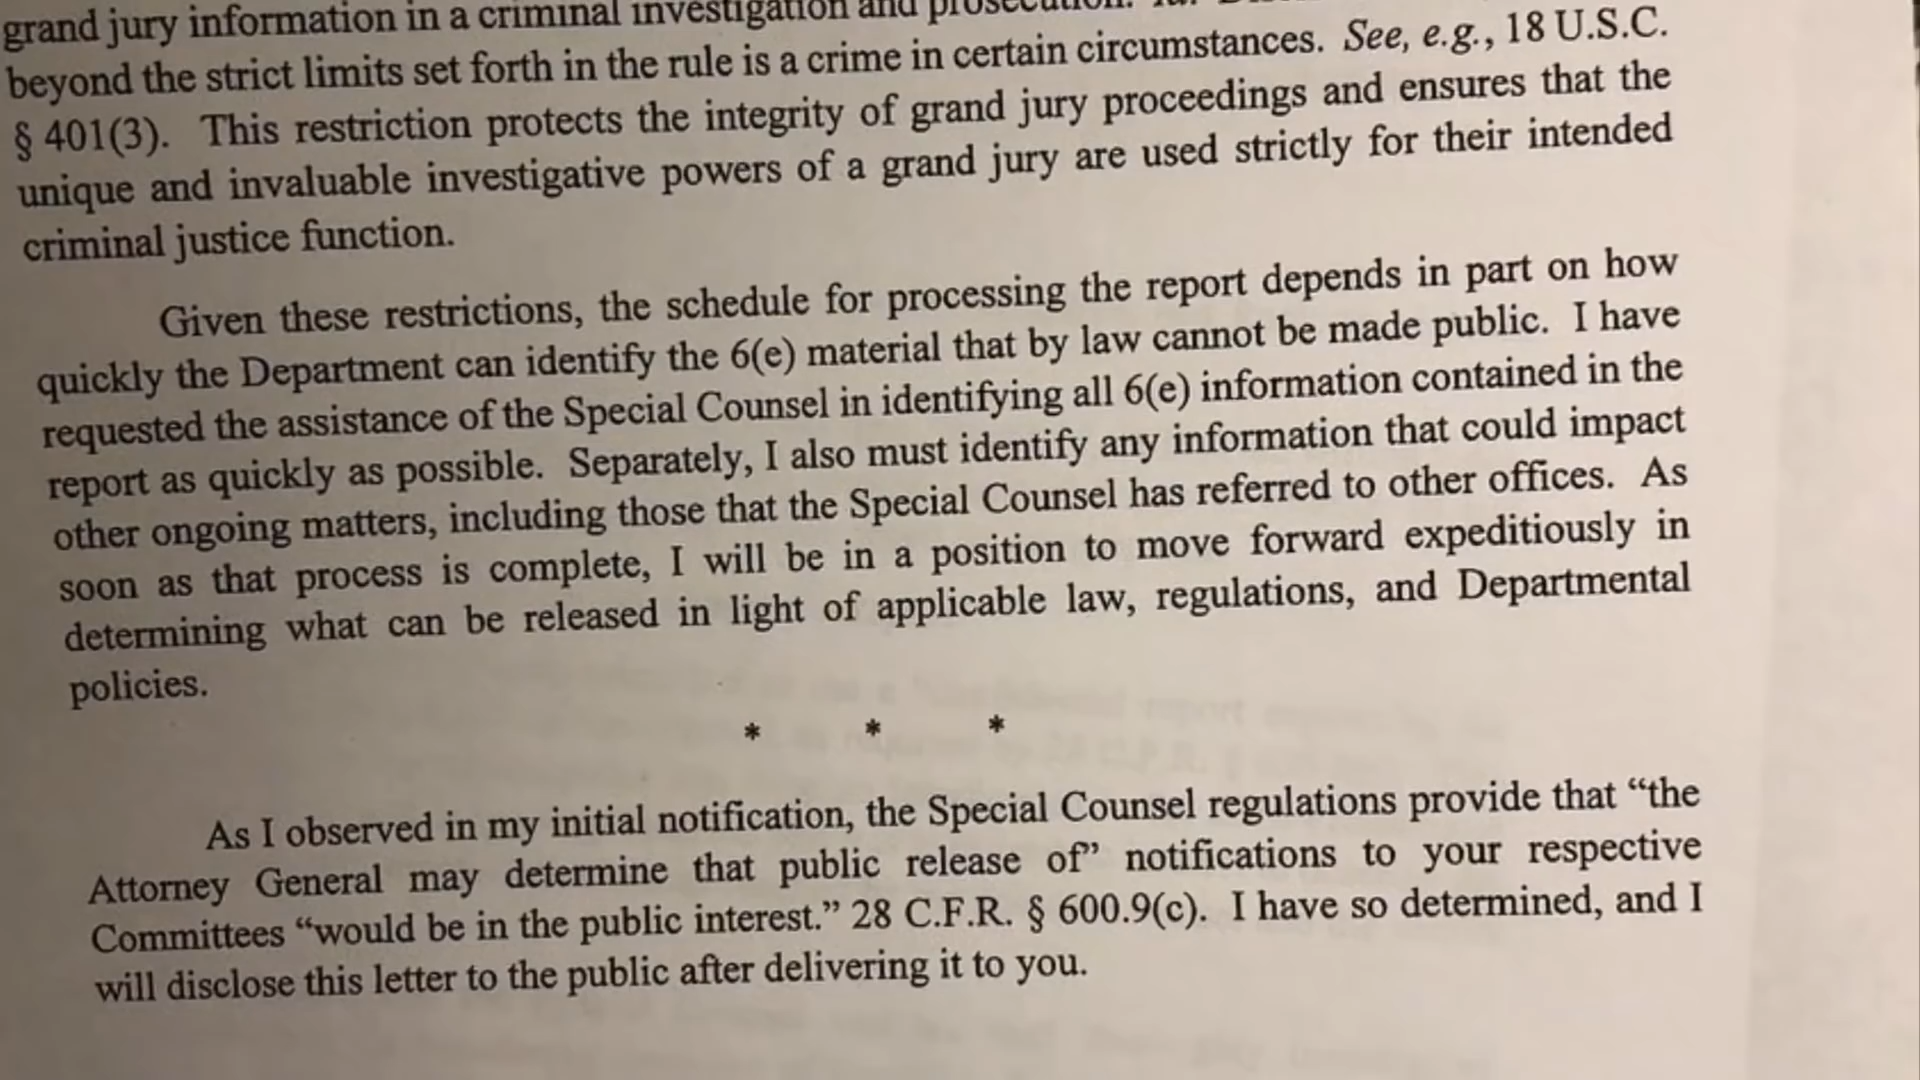 grand jury information in a criminal investigation and prosecution.
beyond the strict limits set forth in the rule is a crime in certain circumstances. See, e.g., 18 U.S.C.
§ 401(3). This restriction protects the integrity of grand jury proceedings and ensures that the
unique and invaluable investigative powers of a grand jury are used strictly for their intended
criminal justice function.
Given these restrictions, the schedule for processing the report depends in part on how
quickly the Department can identify the 6(e) material that by law cannot be made public. I have
requested the assistance of the Special Counsel in identifying all 6(e) information contained in the
report as quickly as possible. Separately, I also must identify any information that could impact
other ongoing matters, including those that the Special Counsel has referred to other offices. As
soon as that process is complete, I will be in a position to move forward expeditiously in
determining what can be released in light of applicable law, regulations, and Departmental
policies.
* * *
As I observed in my initial notification, the Special Counsel regulations provide that “the
Attorney General may determine that public release of” notifications to your respective
Committees “would be in the public interest.” 28 C.F.R. § 600.9(c). I have so determined, and I
will disclose this letter to the public after delivering it to you.